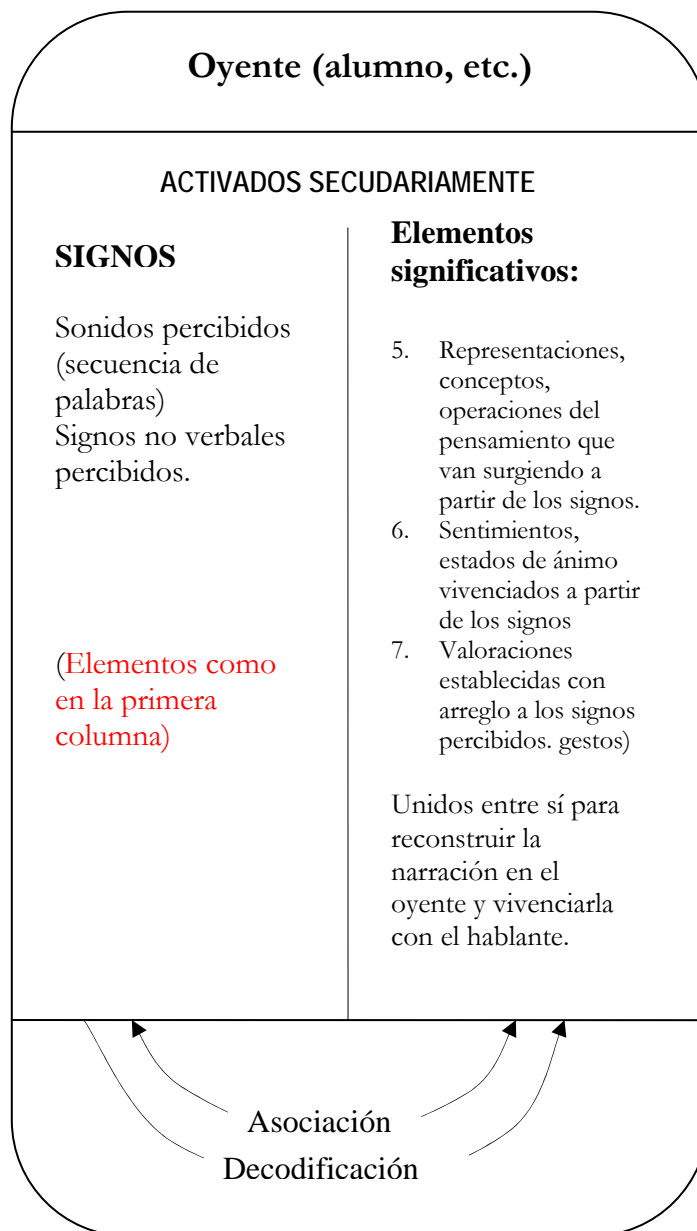 Oyente (alumno, etc.)
ACTIVADOS SECUDARIAMENTE
SIGNOS
Sonidos percibidos
(secuencia de
palabras)
Signos no verbales
percibidos.
(Elementos como
en la primera
columna)
Elementos
significativos:
5. Representaciones,
conceptos,
operaciones del
pensamiento que
van surgiendo a
partir de los signos.
6. Sentimientos,
estados de ánimo
vivenciados a partir
de los signos
7. Valoraciones
establecidas con
arreglo a los signos
percibidos. gestos)
Unidos entre sí para
reconstruir la
narración en el
oyente y vivenciarla
con el hablante.
Asociación
Decodificación